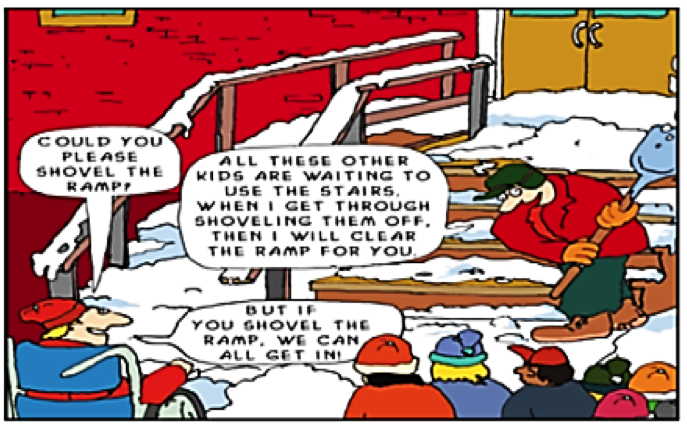 COULD YOU
PLEASE
SHOVEL THE
RAMP?
ALL THESE OTHER
KIDS ARE WAITING TO
USE THE STAIRS.
WHEN I GET THROUGH
SHOVELING THEM OFF,
THEN I WILL CLEAR
THE RAMP FOR YOU.
BUT IF
YOU SHOVEL THE
RAMP, WE CAN
ALL GET IN!